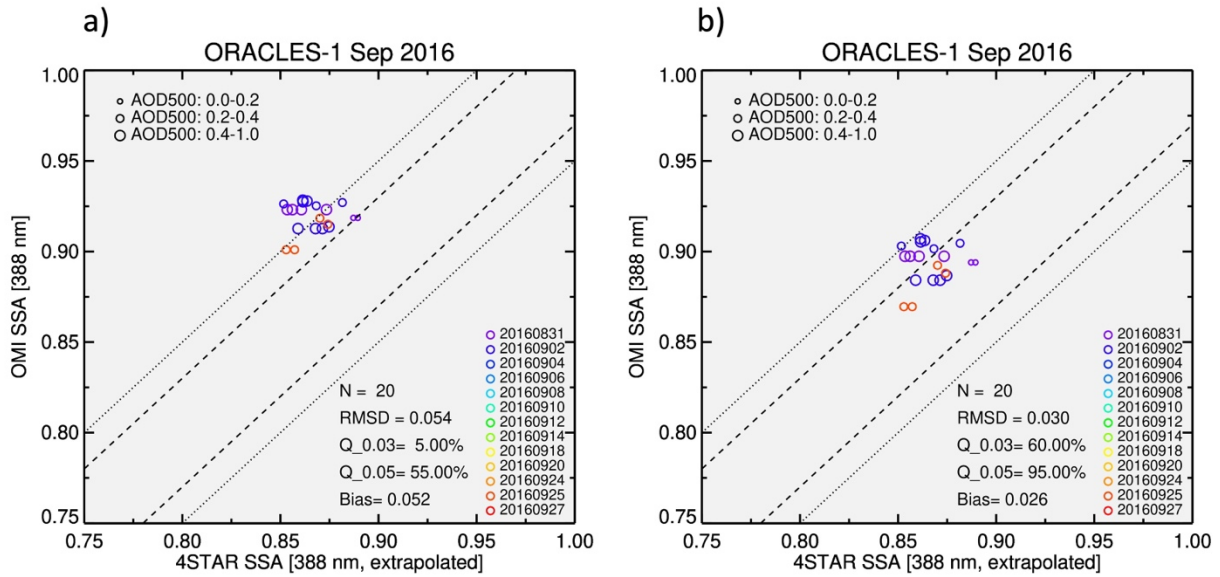 a)
ORACLES-1 Sep 2016
1.00
0.95
0.90
0.85
0.80
0.75
OMI SSA [388 nm]
AOD500: 0.0-0.2
AOD500: 0.2-0.4
AOD500: 0.4-1.0
N = 20
RMSD = 0.054
Q_0.03= 5.00%
Q_0.05= 55.00%
Bias= 0.052
20160831
20160902
20160904
20160906
20160908
20160910
20160912
20160914
20160918
20160920
20160924
20160925
20160927
0.75 0.80 0.85 0.90 0.95 1.00
4STAR SSA [388 nm, extrapolated]
b)
ORACLES-1 Sep 2016
1.00
0.95
0.90
0.85
0.80
0.75
OMI SSA [388 nm]
AOD500: 0.0-0.2
AOD500: 0.2-0.4
AOD500: 0.4-1.0
N = 20
RMSD = 0.030
Q_0.03= 60.00%
Q_0.05= 95.00%
Bias= 0.026
20160831
20160902
20160904
20160906
20160908
20160910
20160912
20160914
20160918
20160920
20160924
20160925
20160927
0.75 0.80 0.85 0.90 0.95 1.00
4STAR SSA [388 nm, extrapolated]